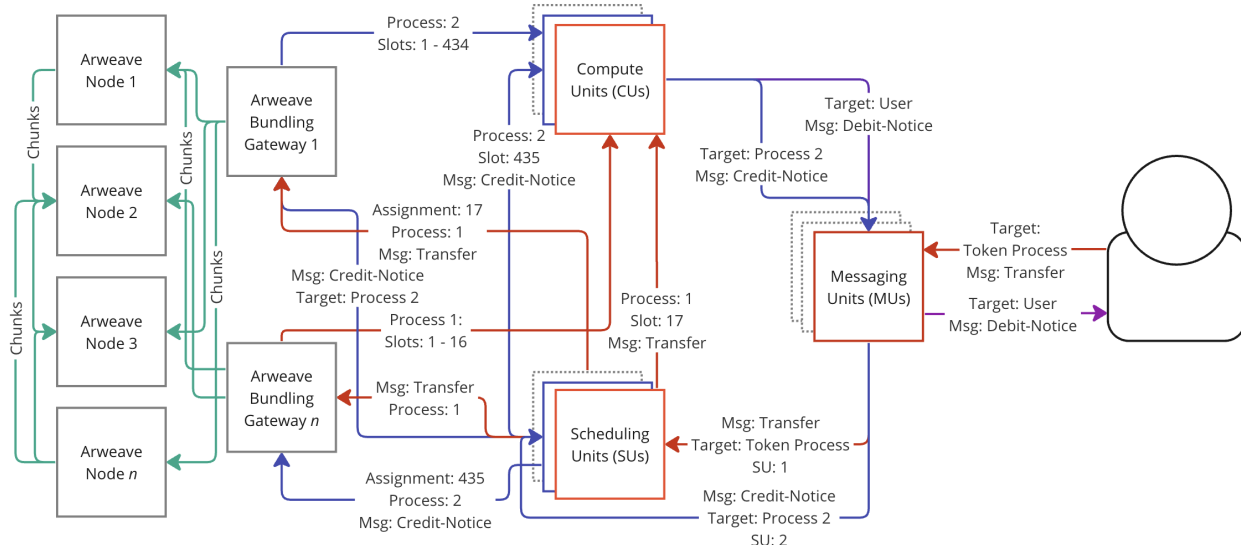 Arweave
Node 1
Arweave
Node 2
Arweave
Node 3
Arweave
Node n
Chunks
Chunks
Chunks
Chunks
Arweave
Bundling
Gateway 1
Arweave
Bundling
Gateway n
Process: 2
Slots: 1 - 434
Process: 2
Slot: 435
Msg: Credit-Notice
Assignment: 17
Process: 1
Msg: Transfer
Msg: Credit-Notice
Target: Process 2
Process 1:
Slots: 1 - 16
Msg: Transfer
Process: 1
Assignment: 435
Process: 2
Msg: Credit-Notice
Compute
Units (CUs)
Process: 1
Slot: 17
Msg: Transfer
Scheduling
Units (SUs)
Target: User
Msg: Debit-Notice
Target: Process 2
Msg: Credit-Notice
Messaging
Units (MUs)
Target:
Token Process
Msg: Transfer
Target: User
Msg: Debit-Notice
Msg: Transfer
Target: Token Process
SU: 1
Msg: Credit-Notice
Target: Process 2
SU: 2